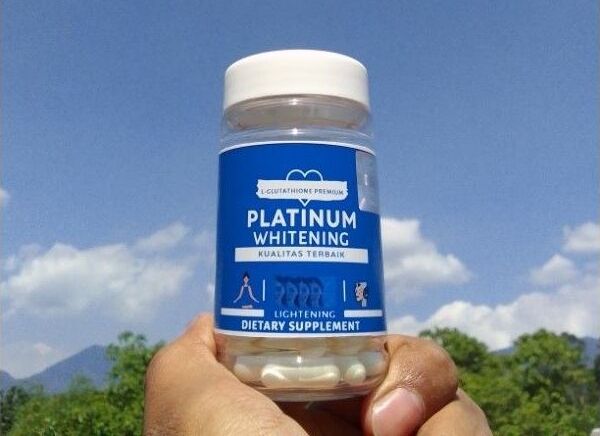 L-GLUTATHIONE PREMIUM
PLATINUM
WHITENING
KUALITAS TERBAIK
LIGHTENING
DIETARY SUPPLEMENT